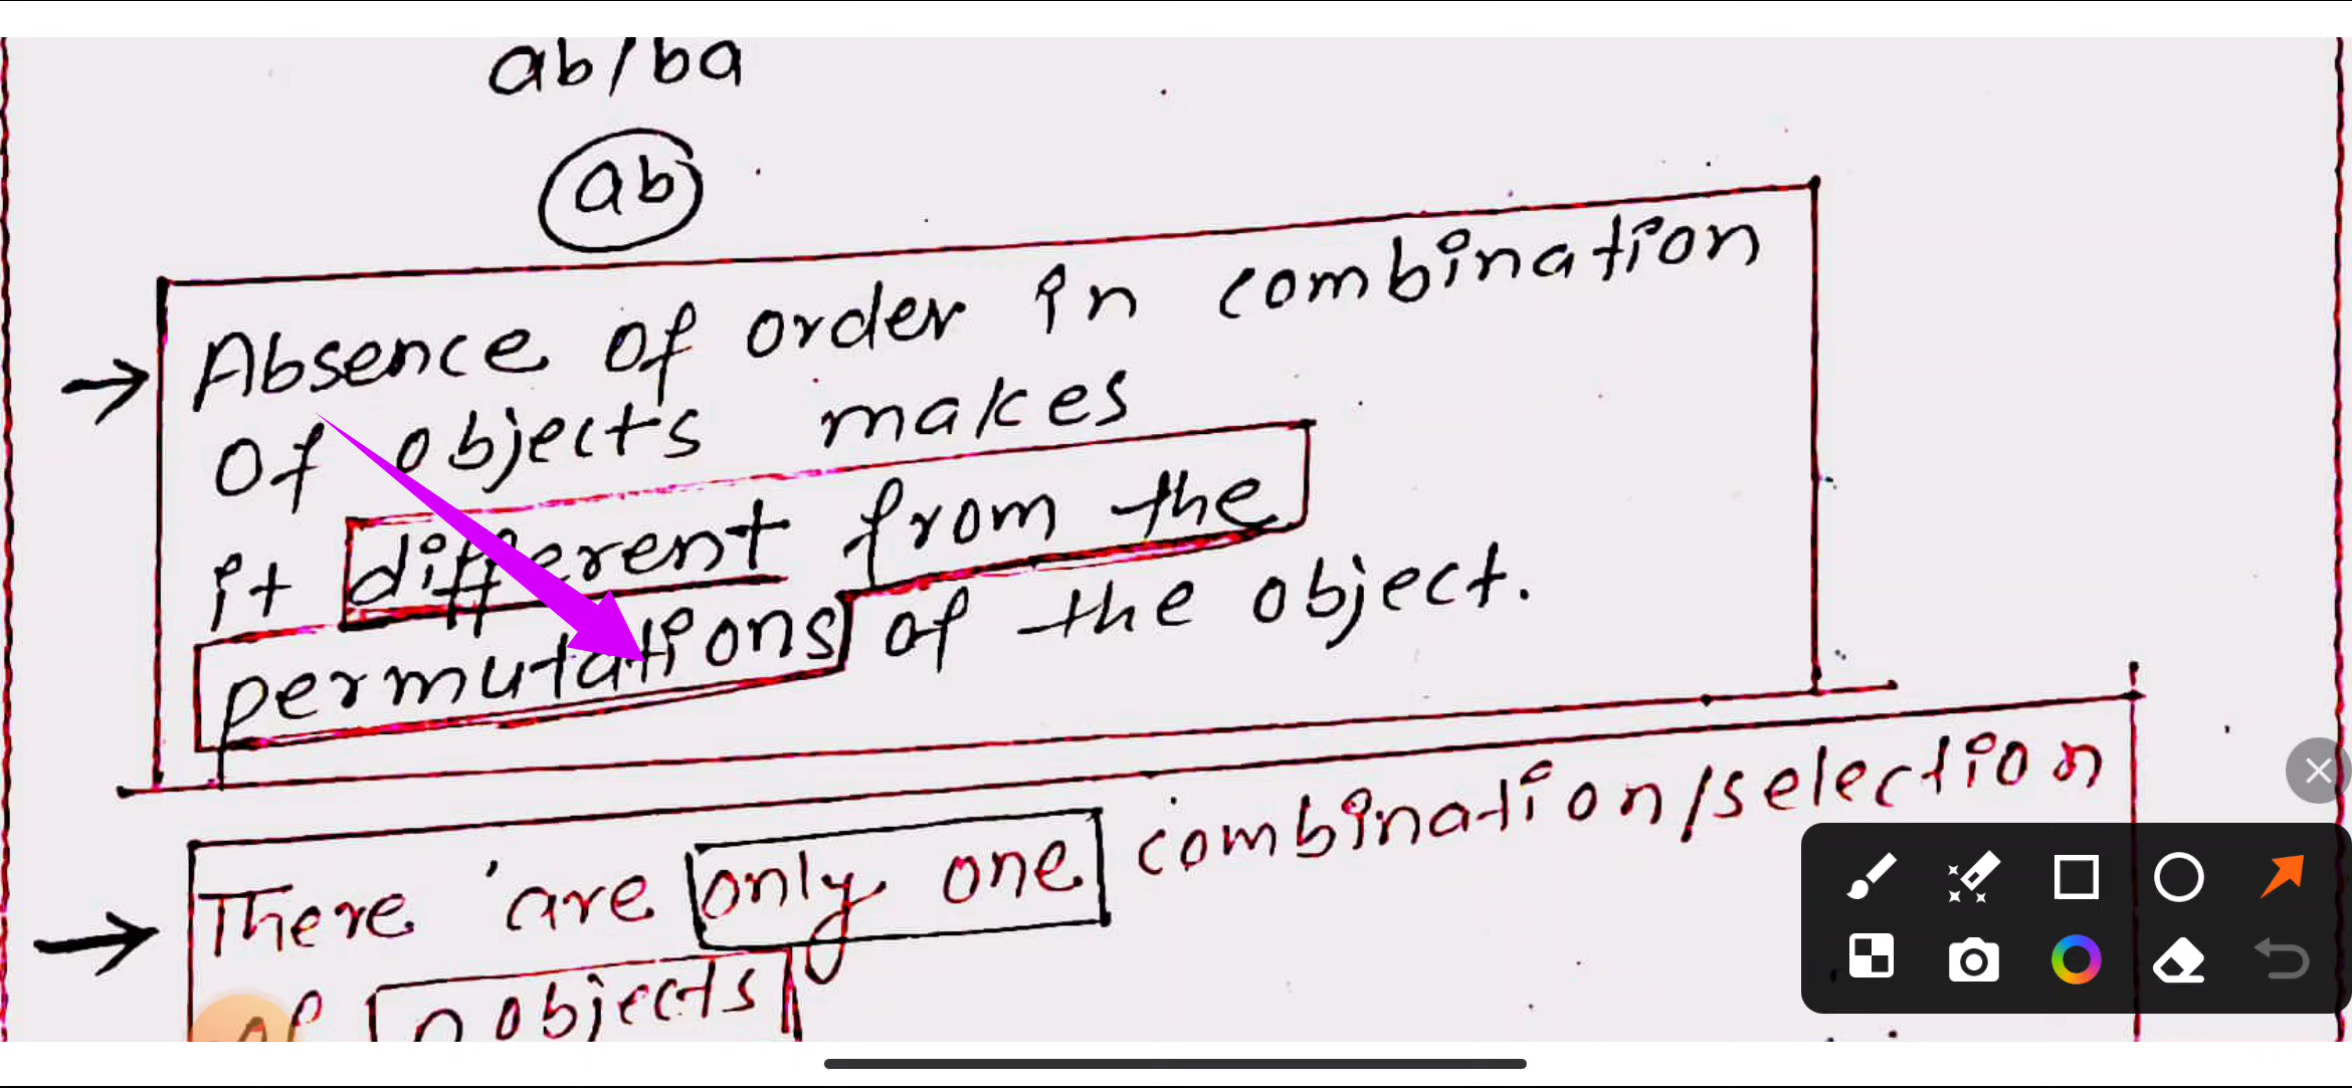 ab/ba
ab
→ Absence of order in combination
of objects makes
it different from the
permutations of the object.
→ There are only one combination/selection
of n objects